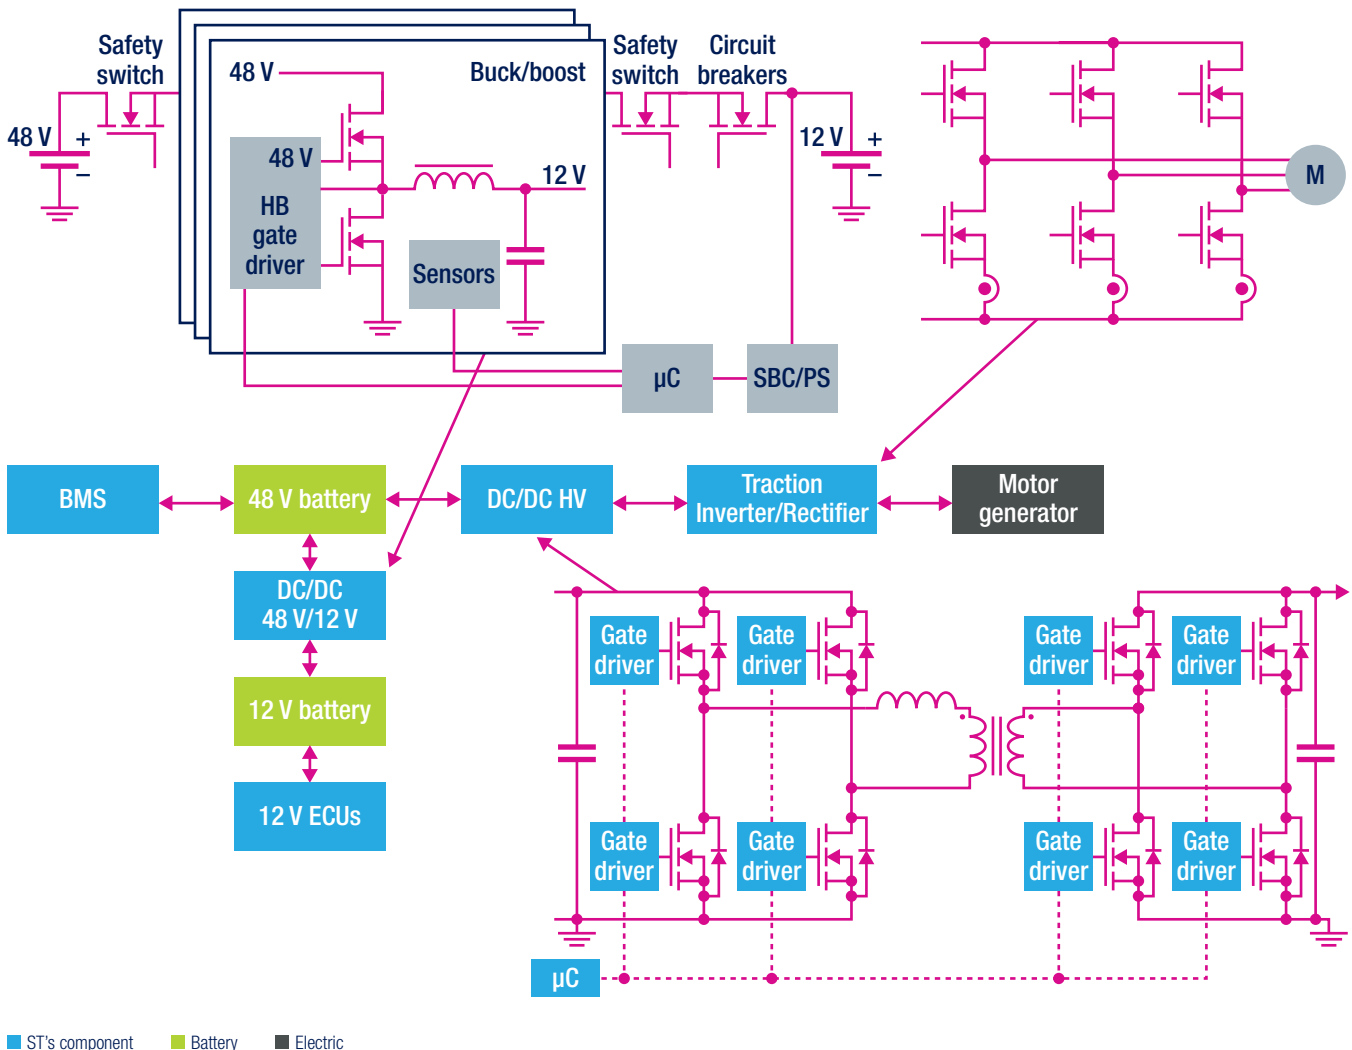 Safety
switch
48 V
Buck/boost
Safety
switch
Circuit
breakers
48 V
+
−
48 V
HB
gate
driver
12 V
Sensors
12 V
+
−
M
µC
SBC/PS
BMS
48 V battery
DC/DC HV
Traction
Inverter/Rectifier
Motor
generator
DC/DC
48 V/12 V
12 V battery
12 V ECUs
Gate
driver
Gate
driver
Gate
driver
Gate
driver
Gate
driver
Gate
driver
Gate
driver
Gate
driver
µC
ST's component
Battery
Electric